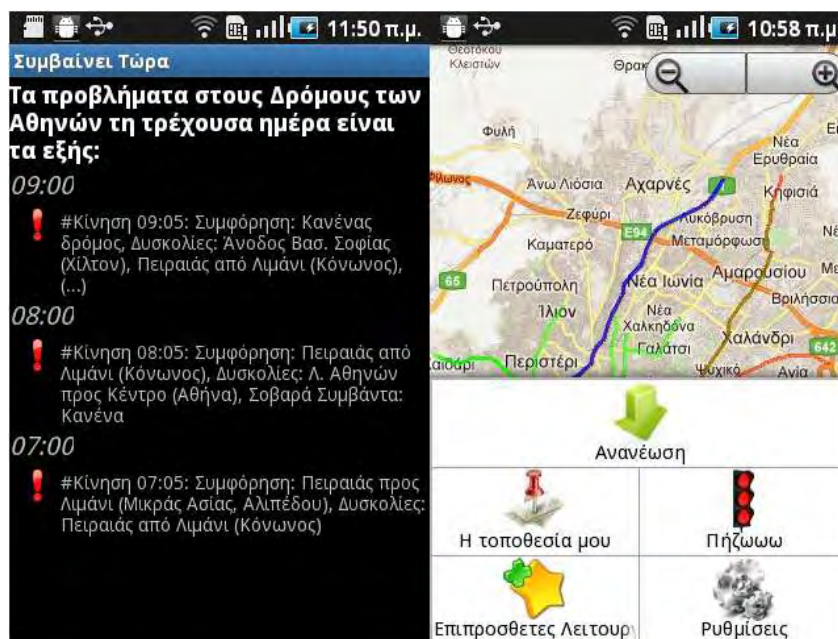 11:50 π.μ.
Συμβαίνει Τώρα
Τα προβλήματα στους Δρόμους των
Αθηνών τη τρέχουσα ημέρα είναι
τα εξής:
09:00
#Κίνηση 09:05: Συμφόρηση: Κανένας
δρόμος, Δυσκολίες: Άνοδος Βασ. Σοφίας
(Χίλτον), Πειραιάς από Λιμάνι (Κόνωνος),
(...)
08:00
#Κίνηση 08:05: Συμφόρηση: Πειραιάς από
Λιμάνι (Κόνωνος), Δυσκολίες: Λ. Αθηνών
προς Κέντρο (Αθήνα), Σοβαρά Συμβάντα:
Κανένα
07:00
#Κίνηση 07:05: Συμφόρηση: Πειραιάς προς
Λιμάνι (Μικράς Ασίας, Αλιπέδου), Δυσκολίες:
Πειραιάς από Λιμάνι (Κόνωνος)
10:58 π.μ
Θεοτόκου
Κλειστών
Θρακ
Φυλή
Νέα
Ερυθραία
Φίλωνος
Άνω Λιόσια
Αχαρνές
Κηφισιά
Ζεφύρι
Λυκόβρυση
E94
Καματερό
Μεταμόρφωση
65
Πετρούπολη
Νέα Ιωνία
Αμαρουσίου
Βριλήσσι
Ίλιον
Νέα
Χαλκηδόνα
Χαλάνδρι
Γαλάτσι
642
αϊδάρι
Περιστέρι
Ψυχικό
Αγία
Ανανέωση
Η τοποθεσία μου
Πήζωωω
Επιπροσθετες Λειτουρ
Ρυθμίσεις